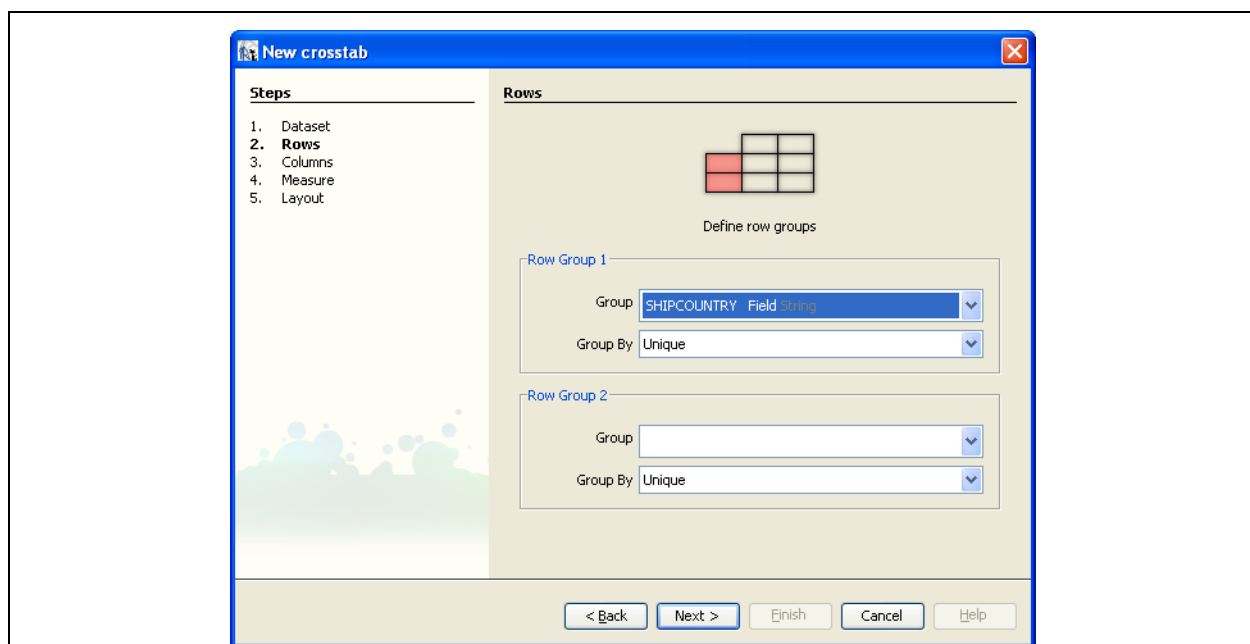 New crosstab
Steps
1. Dataset
2. Rows
3. Columns
4. Measure
5. Layout
Rows
Define row groups
Row Group 1
Group SHIPCOUNTRY Field String
Group By Unique
Row Group 2
Group
Group By Unique
< Back Next > Finish Cancel Help